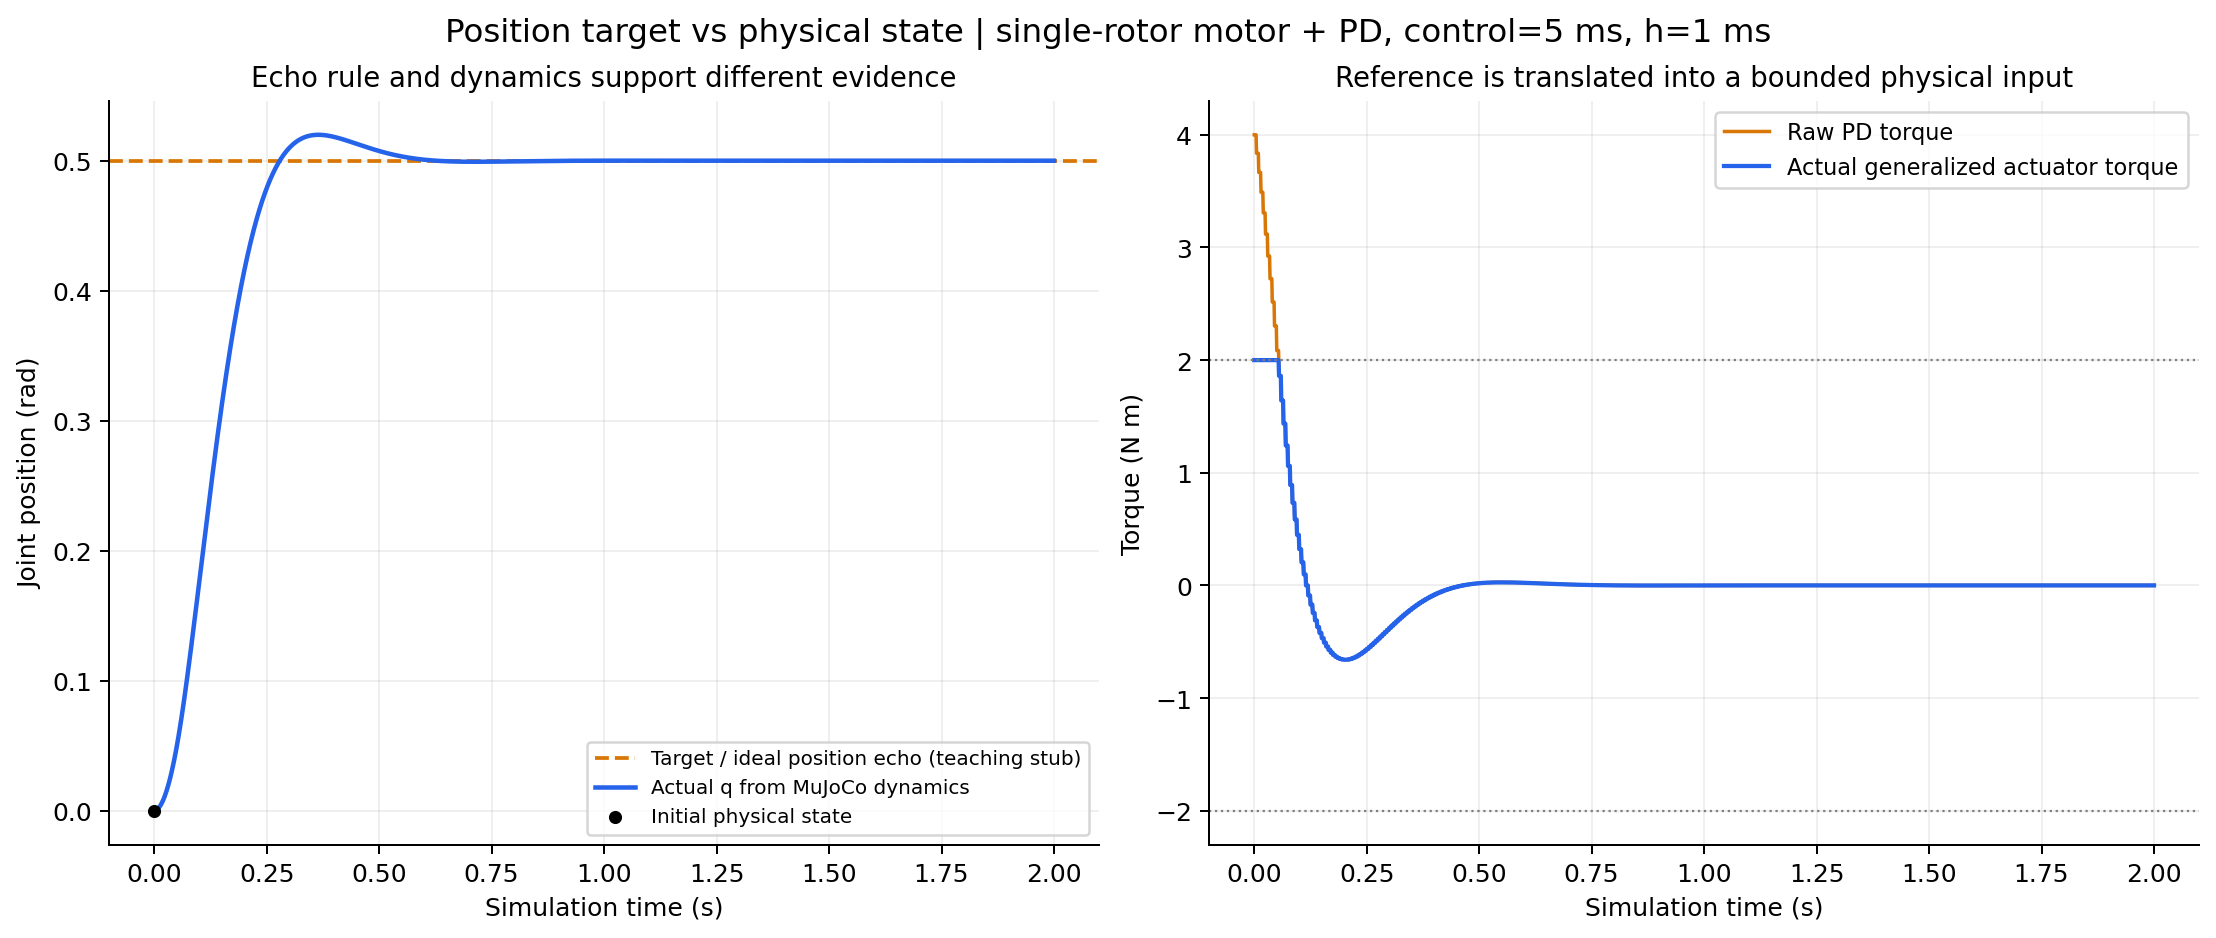 Position target vs physical state | single-rotor motor + PD, control=5 ms, h=1 ms
Echo rule and dynamics support different evidence
Joint position (rad)
0.5
0.4
0.3
0.2
0.1
0.0
Target / ideal position echo (teaching stub)
Actual q from MuJoCo dynamics
Initial physical state
0.00 0.25 0.50 0.75 1.00 1.25 1.50 1.75 2.00
Simulation time (s)
Reference is translated into a bounded physical input
Torque (N m)
4
3
2
1
0
−1
−2
Raw PD torque
Actual generalized actuator torque
0.00 0.25 0.50 0.75 1.00 1.25 1.50 1.75 2.00
Simulation time (s)